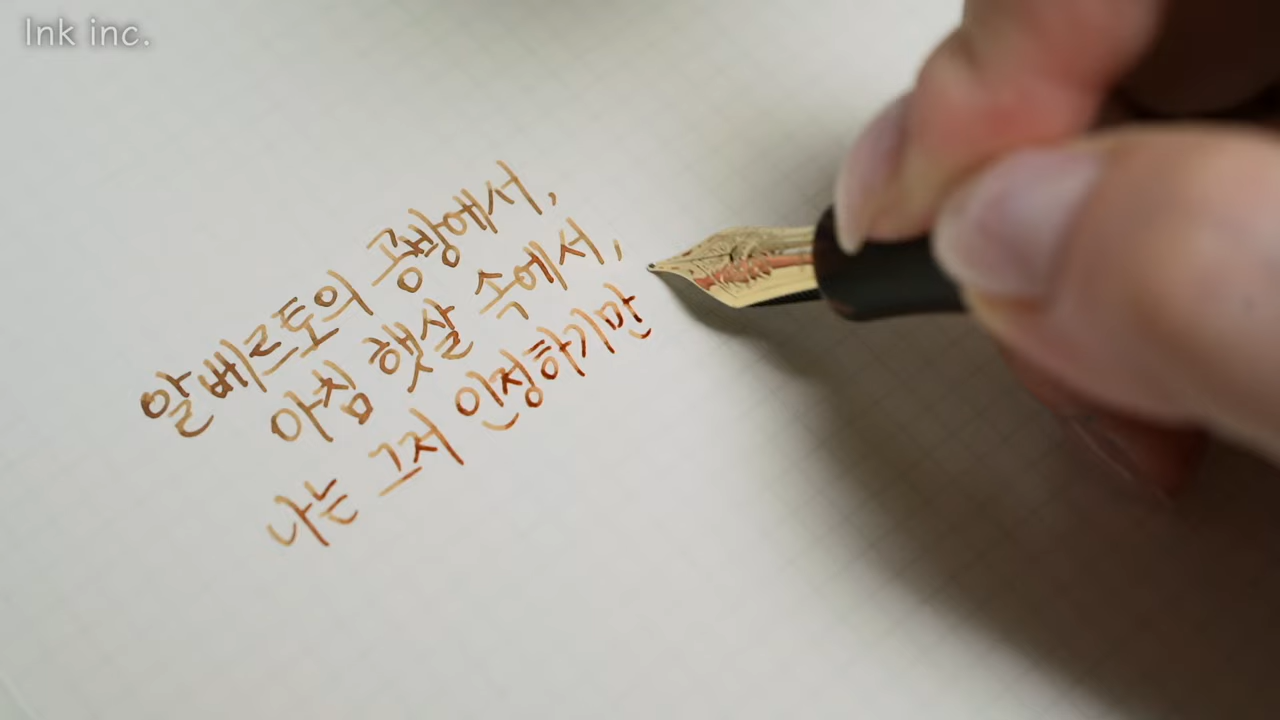 Ink inc.
알베르토의 공방에서,
아침 햇살 속에서,
나는 그저 인정하기만